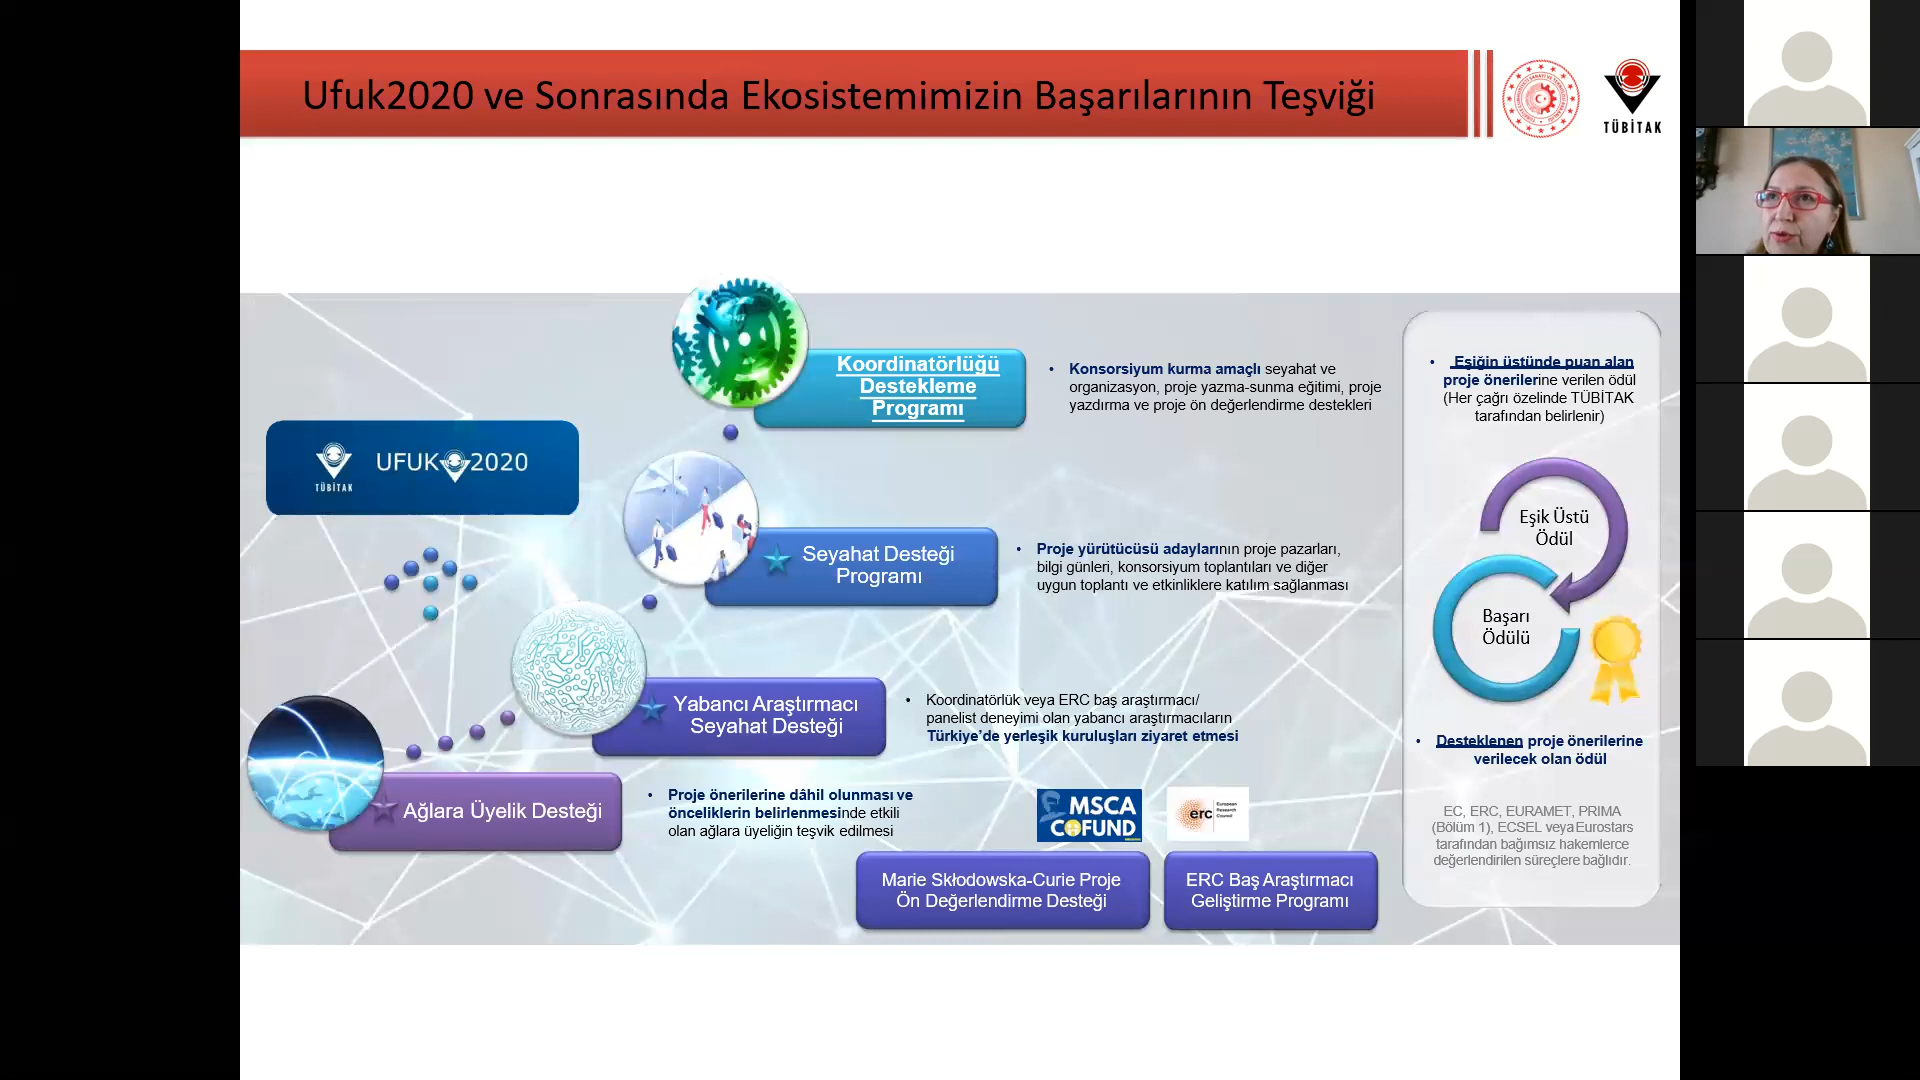 Ufuk2020 ve Sonrasında Ekosistemimizin Başarılarının Teşviği
TÜBİTAK
Koordinatörlüğü
Destekleme
Programı
• Konsorsiyum kurma amaçlı seyahat ve
organizasyon, proje yazma-sunma eğitimi, proje
yazdırma ve proje ön değerlendirme destekleri
TÜBİTAK
UFUK 2020
Seyahat Desteği
Programı
• Proje yürütücüsü adaylarının proje pazarları,
bilgi günleri, konsorsiyum toplantıları ve diğer
uygun toplantı ve etkinliklere katılım sağlanması
Yabancı Araştırmacı
Seyahat Desteği
• Koordinatörlük veya ERC baş araştırmacı/
panelist deneyimi olan yabancı araştırmacıların
Türkiye’de yerleşik kuruluşları ziyaret etmesi
Ağlara Üyelik Desteği
• Proje önerilerine dâhil olunması ve
önceliklerin belirlenmesinde etkili
olan ağlara üyeliğin teşvik edilmesi
MSCA
COFUND
erc
European
Research
Council
Marie Skłodowska-Curie Proje
Ön Değerlendirme Desteği
ERC Baş Araştırmacı
Geliştirme Programı
• Eşiğin üstünde puan alan
proje önerilerine verilen ödül
(Her çağrı özelinde TÜBİTAK
tarafından belirlenir)
Eşik Üstü
Ödül
Başarı
Ödülü
• Desteklenen proje önerilerine
verilecek olan ödül
EC, ERC, EURAMET, PRIMA
(Bölüm 1), ECSEL veya Eurostars
tarafından bağımsız hakemlerce
değerlendirilen süreçlere bağlıdır.